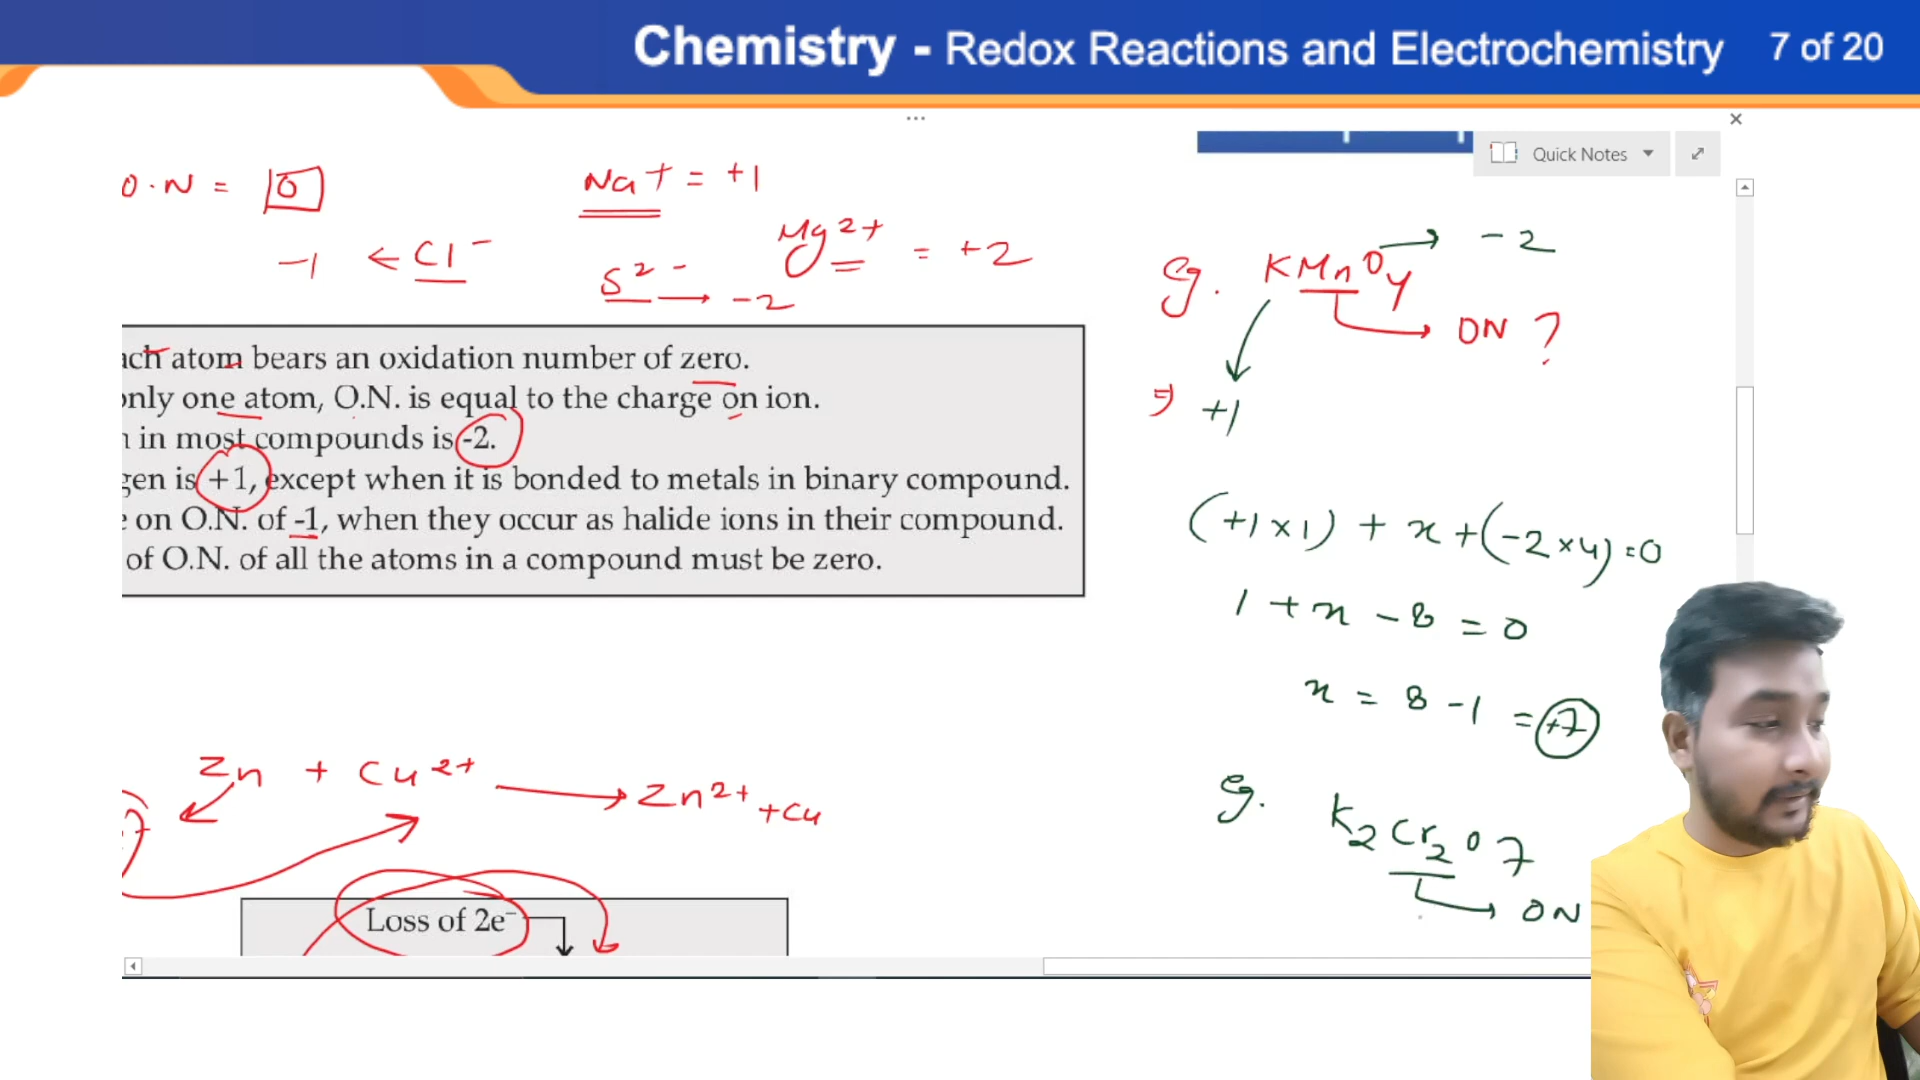 Chemistry - Redox Reactions and Electrochemistry 7 of 20
Quick Notes
O.N = 0
Na+ = +1
-1 ← Cl-
Mg2+ = +2
S2- → -2
ach atom bears an oxidation number of zero.
only one atom, O.N. is equal to the charge on ion.
n in most compounds is -2.
gen is +1, except when it is bonded to metals in binary compound.
e on O.N. of -1, when they occur as halide ions in their compound.
of O.N. of all the atoms in a compound must be zero.
Zn + Cu2+ → Zn2+ + Cu
Loss of 2e-
Eg. KMnO4 → -2
→ ON ?
⇒ +1
(+1×1) + x + (-2×4) = 0
1 + x - 8 = 0
x = 8 - 1 = +7
Eg. K2Cr2O7
→ ON